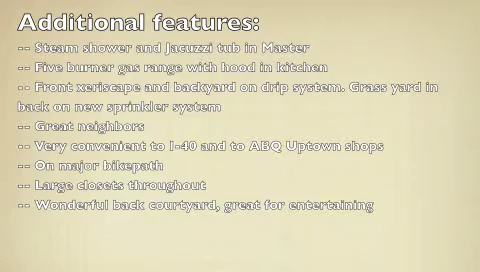 Additional features:
-- Steam shower and Jacuzzi tub in Master
-- Five burner gas range with hood in kitchen
-- Front xeriscape and backyard on drip system. Grass yard in
back on new sprinkler system
-- Great neighbors
-- Very convenient to I-40 and to ABQ Uptown shops
-- On major bikepath
-- Large closets throughout
-- Wonderful back courtyard, great for entertaining